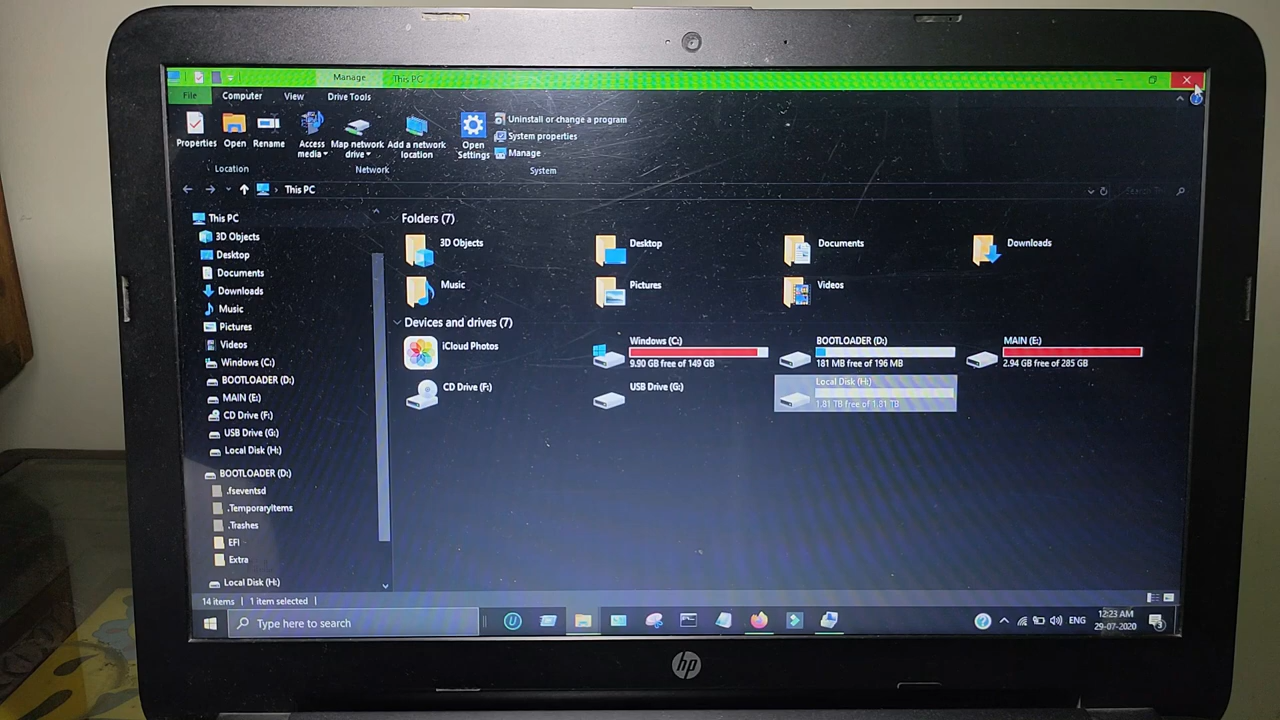 Manage This PC
File Computer View Drive Tools
Properties Open Rename Access media Map network drive Add a network location Open Settings
Uninstall or change a program
System properties
Manage
Location Network System
This PC
This PC
3D Objects
Desktop
Documents
Downloads
Music
Pictures
Videos
Windows (C:)
BOOTLOADER (D:)
MAIN (E:)
CD Drive (F:)
USB Drive (G:)
Local Disk (H:)
BOOTLOADER (D:)
.fseventsd
.TemporaryItems
.Trashes
EFI
Extra
Local Disk (H:)
Folders (7)
3D Objects Desktop Documents Downloads
Music Pictures Videos
Devices and drives (7)
iCloud Photos
Windows (C:)
9.90 GB free of 149 GB
BOOTLOADER (D:)
181 MB free of 196 MB
MAIN (E:)
2.94 GB free of 285 GB
CD Drive (F:)
USB Drive (G:)
Local Disk (H:)
1.81 TB free of 1.81 TB
14 items 1 item selected
Type here to search
ENG
12:23 AM
29-07-2020
3
hp